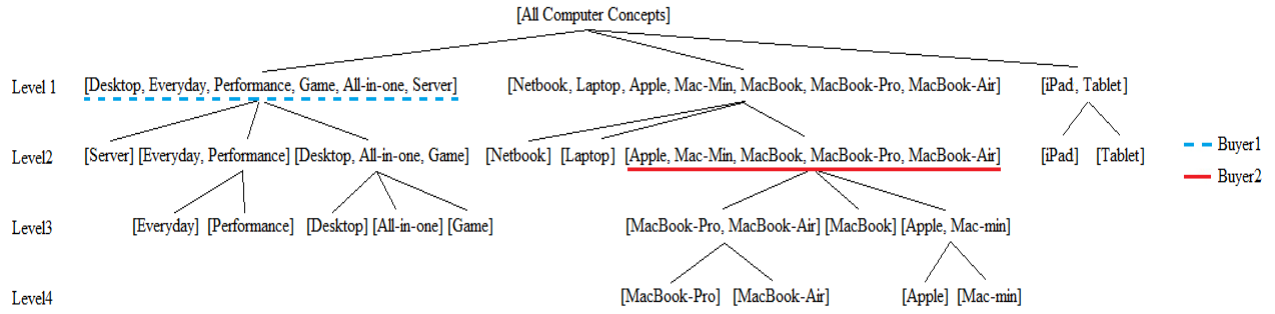 [All Computer Concepts]
Level 1 [Desktop, Everyday, Performance, Game, All-in-one, Server] [Netbook, Laptop, Apple, Mac-Min, MacBook, MacBook-Pro, MacBook-Air] [iPad, Tablet]
Buyer1
Level2 [Server] [Everyday, Performance] [Desktop, All-in-one, Game] [Netbook] [Laptop] [Apple, Mac-Min, MacBook, MacBook-Pro, MacBook-Air] [iPad] [Tablet]
Buyer2
Level3 [Everyday] [Performance] [Desktop] [All-in-one] [Game] [MacBook-Pro, MacBook-Air] [MacBook] [Apple, Mac-min]
Level4 [MacBook-Pro] [MacBook-Air] [Apple] [Mac-min]